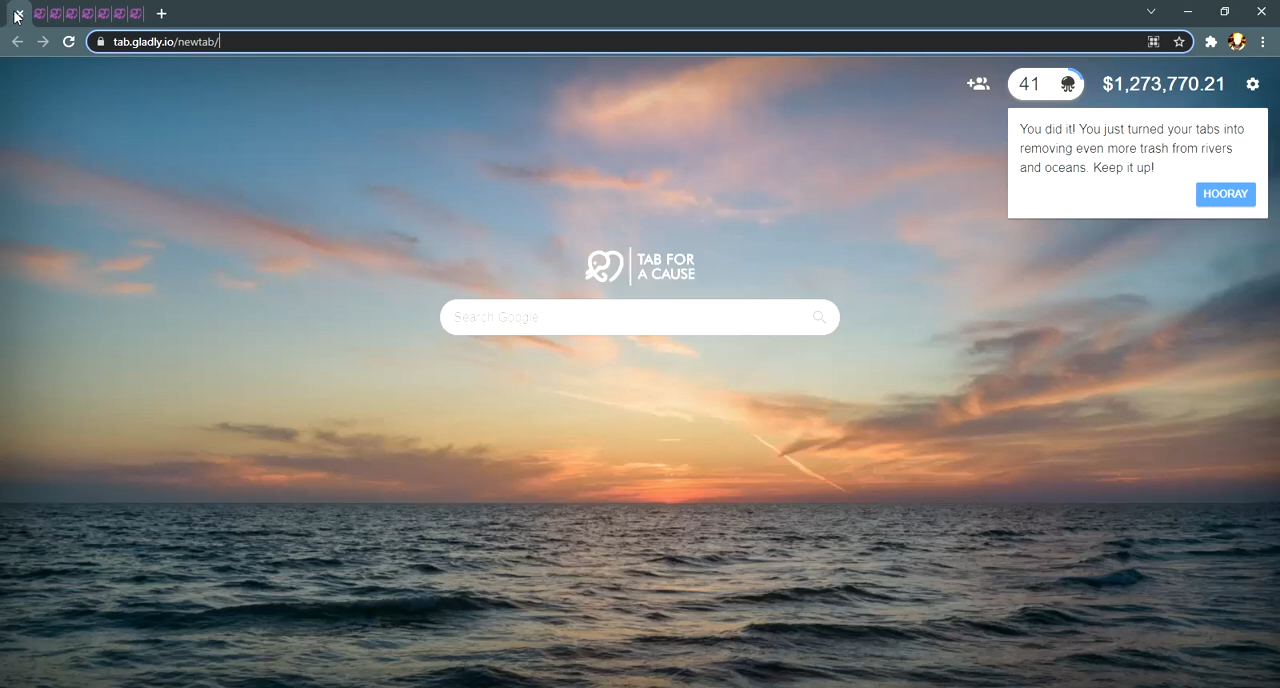 tab.gladly.io/newtab/
41
$1,273,770.21
You did it! You just turned your tabs into
removing even more trash from rivers
and oceans. Keep it up!
HOORAY
TAB FOR
A CAUSE
Search Google